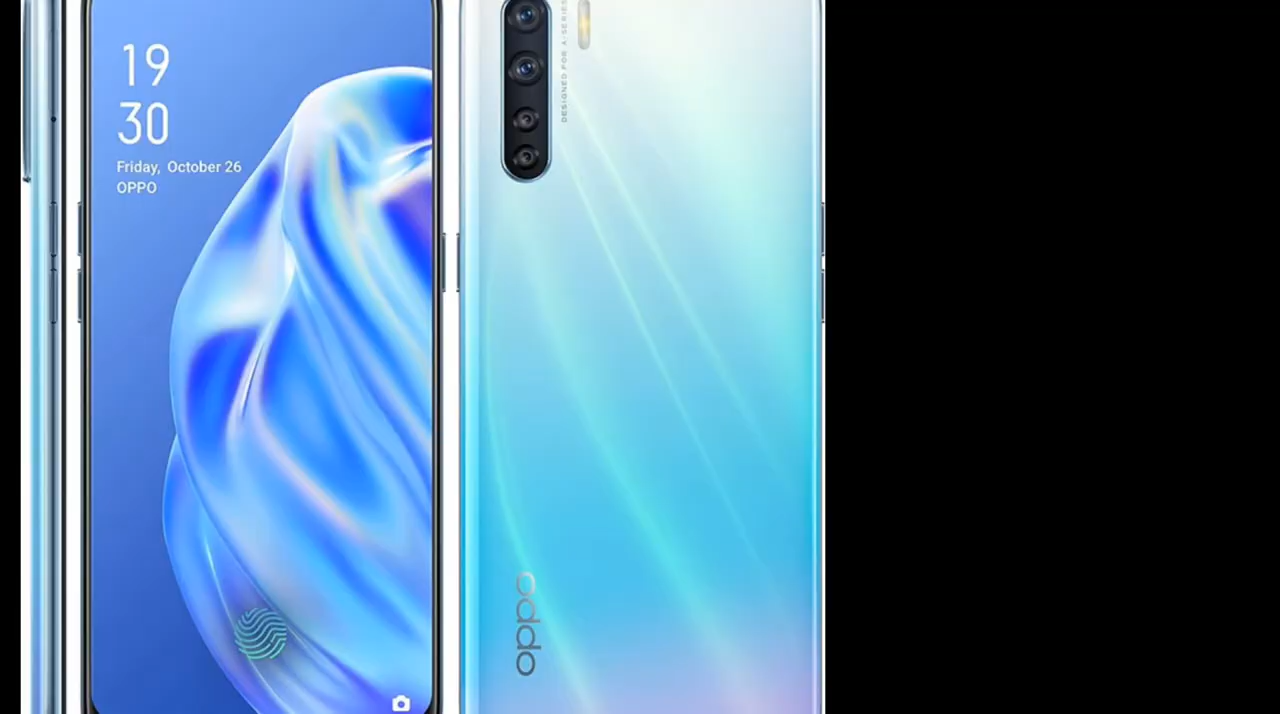 19
30
Friday, October 26
OPPO
DESIGNED FOR A-SERIES
oppo